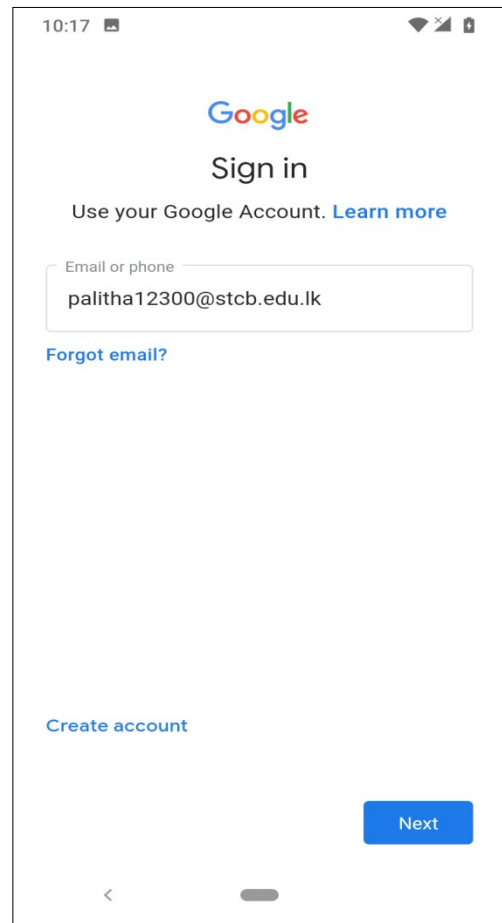 10:17
Google
Sign in
Use your Google Account. Learn more
Email or phone
palitha12300@stcb.edu.lk
Forgot email?
Create account
Next